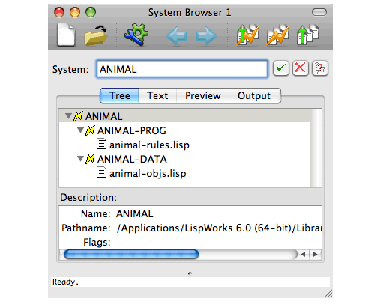 System Browser 1
System: ANIMAL
Tree Text Preview Output
ANIMAL
ANIMAL-PROG
animal-rules.lisp
ANIMAL-DATA
animal-objs.lisp
Description:
Name: ANIMAL
Pathname: /Applications/LispWorks 6.0 (64-bit)/Librar
Flags:
Ready.